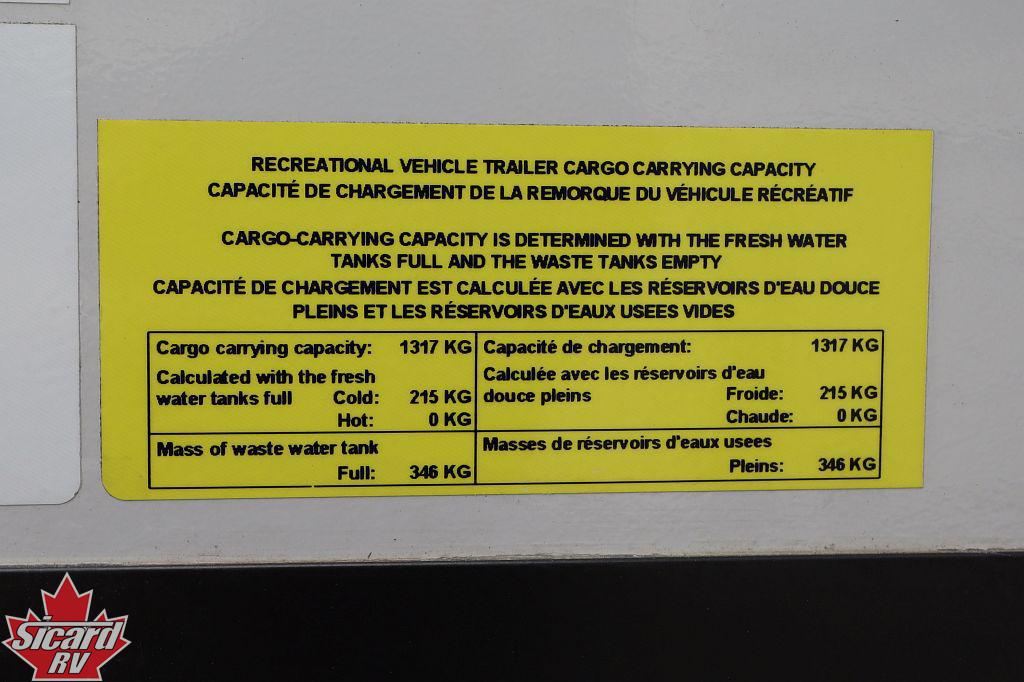 RECREATIONAL VEHICLE TRAILER CARGO CARRYING CAPACITY
CAPACITÉ DE CHARGEMENT DE LA REMORQUE DU VÉHICULE RÉCRÉATIF
CARGO-CARRYING CAPACITY IS DETERMINED WITH THE FRESH WATER
TANKS FULL AND THE WASTE TANKS EMPTY
CAPACITÉ DE CHARGEMENT EST CALCULÉE AVEC LES RÉSERVOIRS D'EAU DOUCE
PLEINS ET LES RÉSERVOIRS D'EAUX USEES VIDES
Cargo carrying capacity: 1317 KG
Calculated with the fresh
water tanks full Cold: 215 KG
Hot: 0 KG
Mass of waste water tank
Full: 346 KG
Capacité de chargement: 1317 KG
Calculée avec les réservoirs d'eau
douce pleins Froide: 215 KG
Chaude: 0 KG
Masses de réservoirs d'eaux usees
Pleins: 346 KG
Sicard
RV